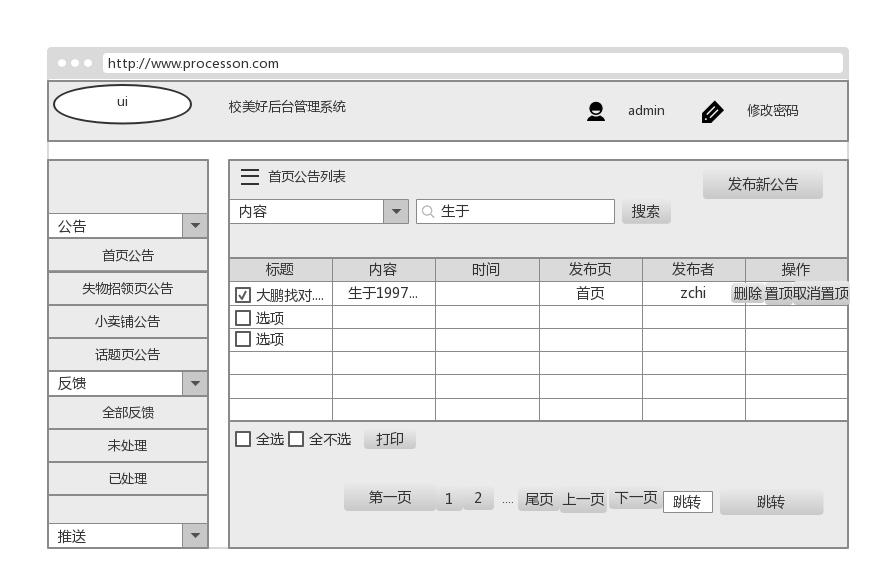 http://www.processon.com
ui
校美好后台管理系统
admin
修改密码
公告
首页公告
失物招领页公告
小卖铺公告
话题页公告
反馈
全部反馈
未处理
已处理
推送
首页公告列表
发布新公告
内容
生于
搜索
标题 内容 时间 发布页 发布者 操作
大鹏找对.... 生于1997... 首页 zchi 删除 置顶 取消置顶
选项
选项
全选 全不选 打印
第一页 1 2 .... 尾页 上一页 下一页 跳转 跳转